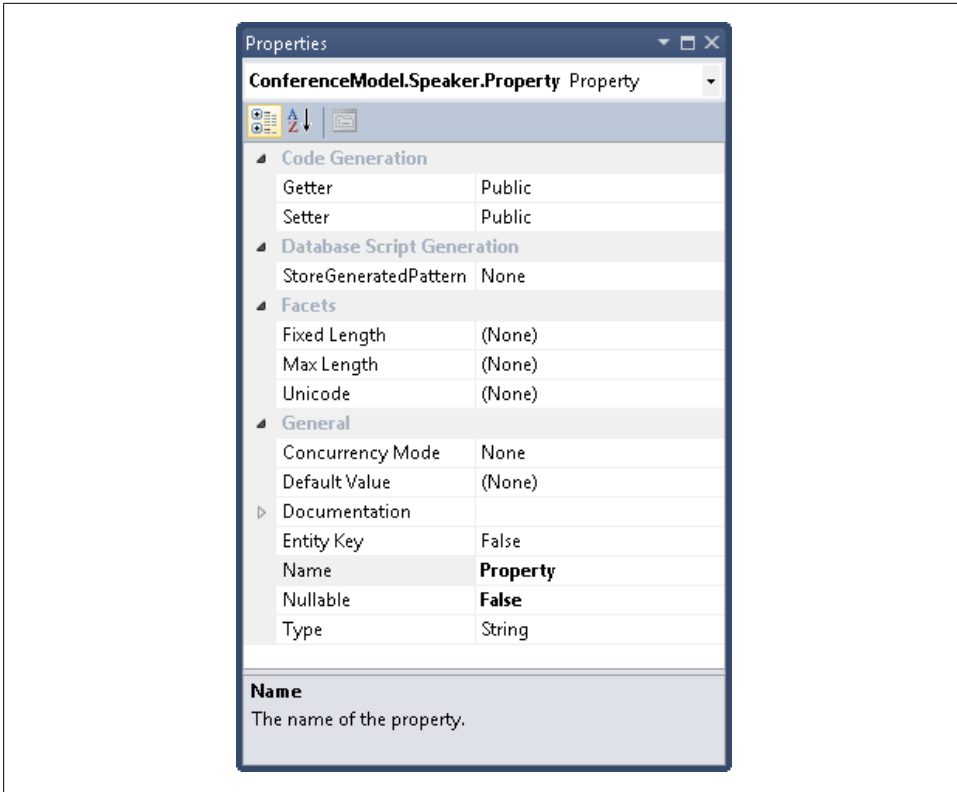 Properties
ConferenceModel.Speaker.Property Property
A Z
Code Generation
Getter Public
Setter Public
Database Script Generation
StoreGeneratedPattern None
Facets
Fixed Length (None)
Max Length (None)
Unicode (None)
General
Concurrency Mode None
Default Value (None)
Documentation
Entity Key False
Name Property
Nullable False
Type String
Name
The name of the property.